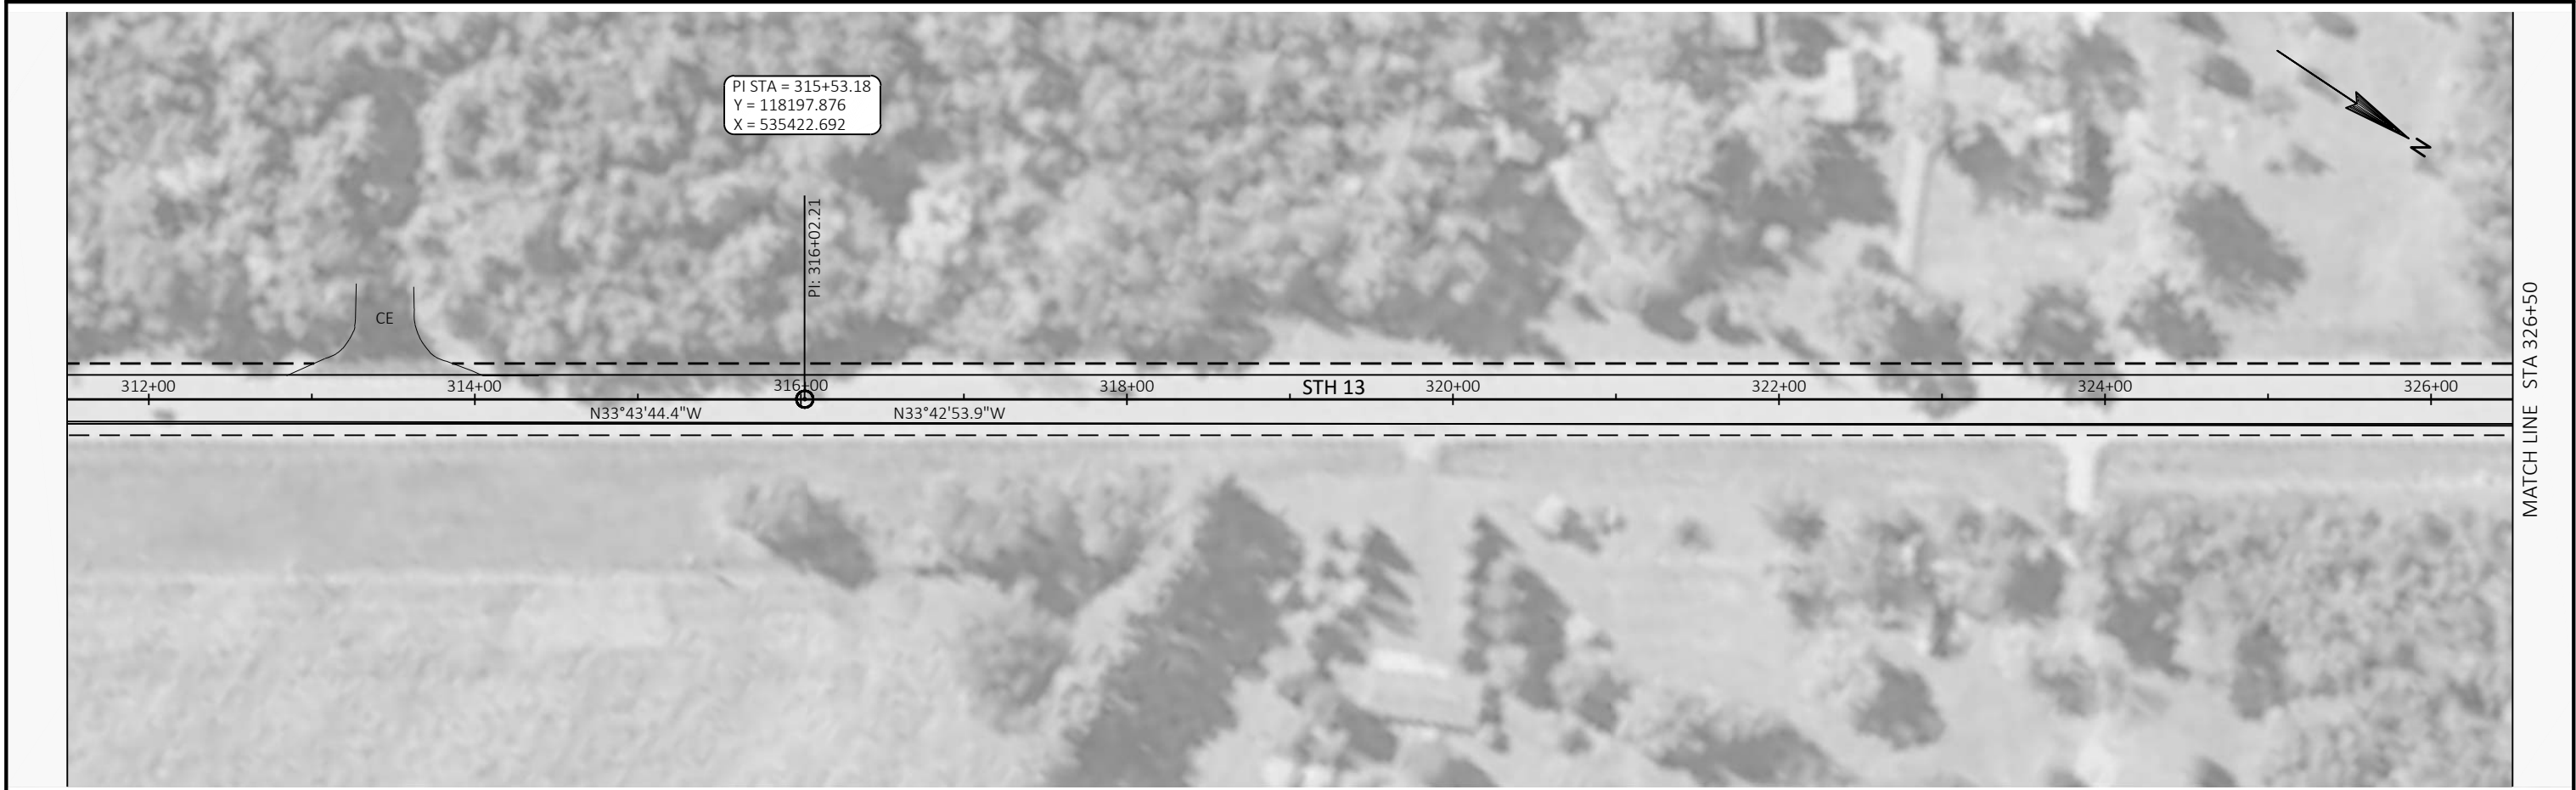 PI STA = 315+53.18
Y = 118197.876
X = 535422.692
N
PI: 316+02.21
CE
312+00
314+00
316+00
318+00
STH 13
320+00
322+00
324+00
326+00
N33°43'44.4"W
N33°42'53.9"W
MATCH LINE STA 326+50